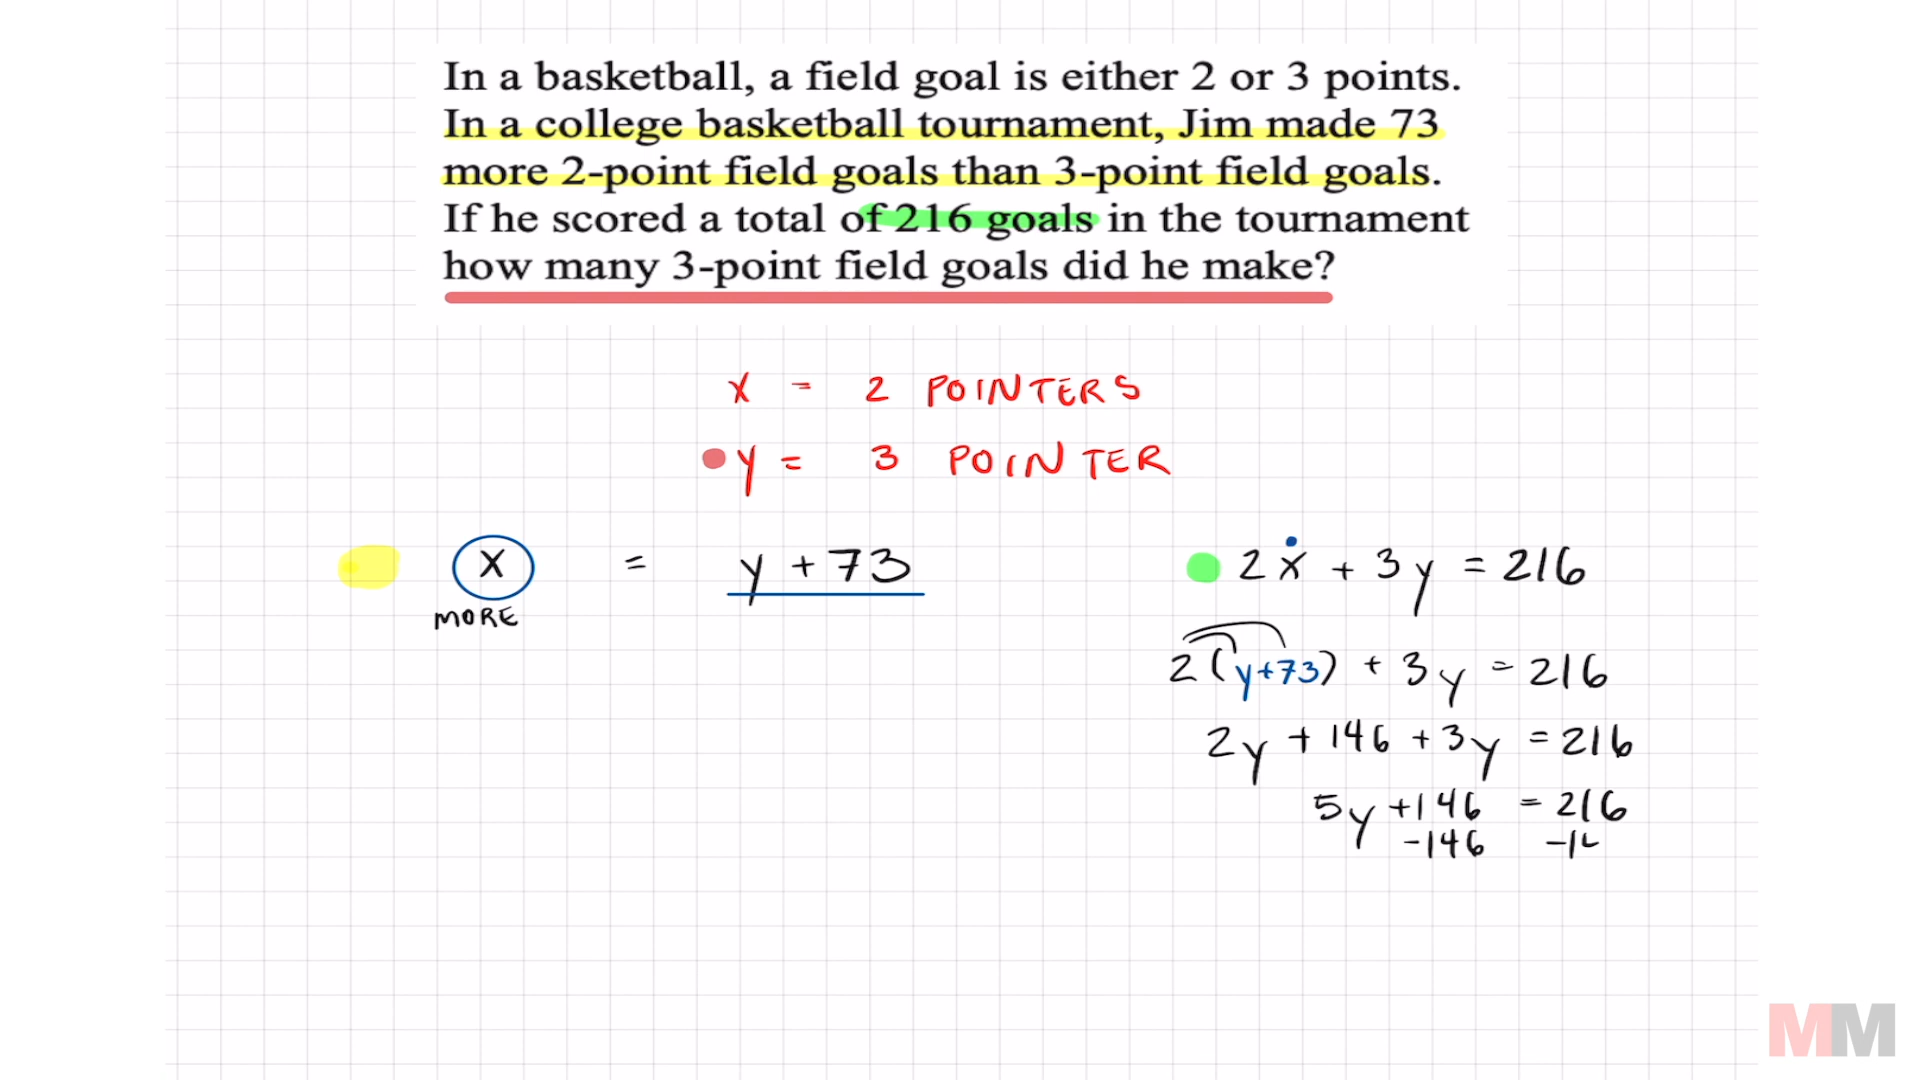 In a basketball, a field goal is either 2 or 3 points.
In a college basketball tournament, Jim made 73
more 2-point field goals than 3-point field goals.
If he scored a total of 216 goals in the tournament
how many 3-point field goals did he make?
x = 2 POINTERS
y = 3 POINTER
x = y + 73
MORE
2x + 3y = 216
2(y+73) + 3y = 216
2y + 146 + 3y = 216
5y +146 = 216
-146 -14
MM